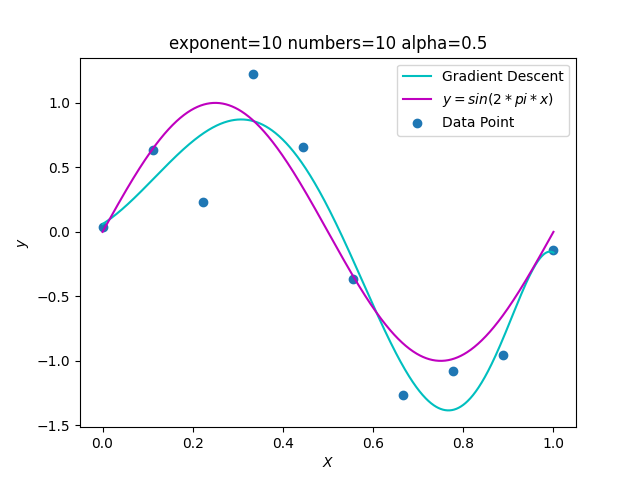 exponent=10 numbers=10 alpha=0.5
Gradient Descent
y = sin(2 * pi * x)
Data Point
1.0
0.5
0.0
−0.5
−1.0
−1.5
y
0.0 0.2 0.4 0.6 0.8 1.0
X